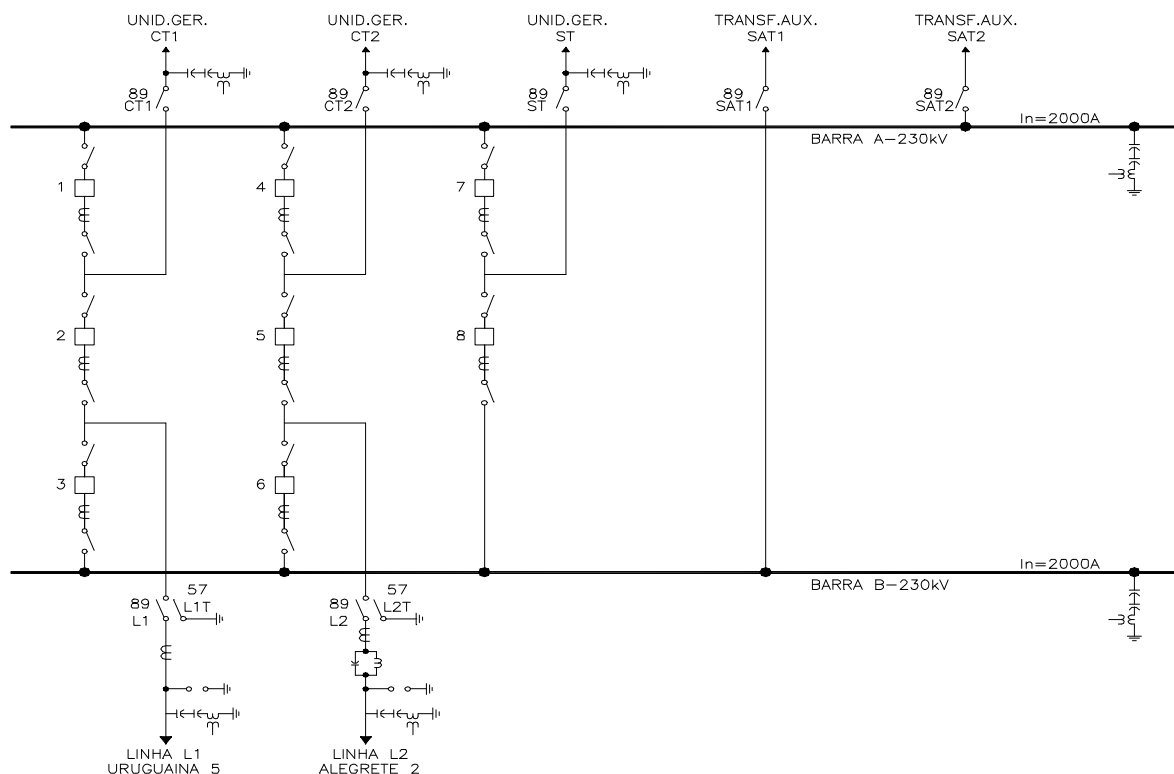 UNID.GER.
CT1
UNID.GER.
CT2
UNID.GER.
ST
TRANSF.AUX.
SAT1
TRANSF.AUX.
SAT2
89
CT1
89
CT2
89
ST
89
SAT1
89
SAT2
In=2000A
BARRA A-230kV
1
4
7
2
5
8
3
6
In=2000A
BARRA B-230kV
89
L1
57
L1T
89
L2
57
L2T
LINHA L1
URUGUAINA 5
LINHA L2
ALEGRETE 2